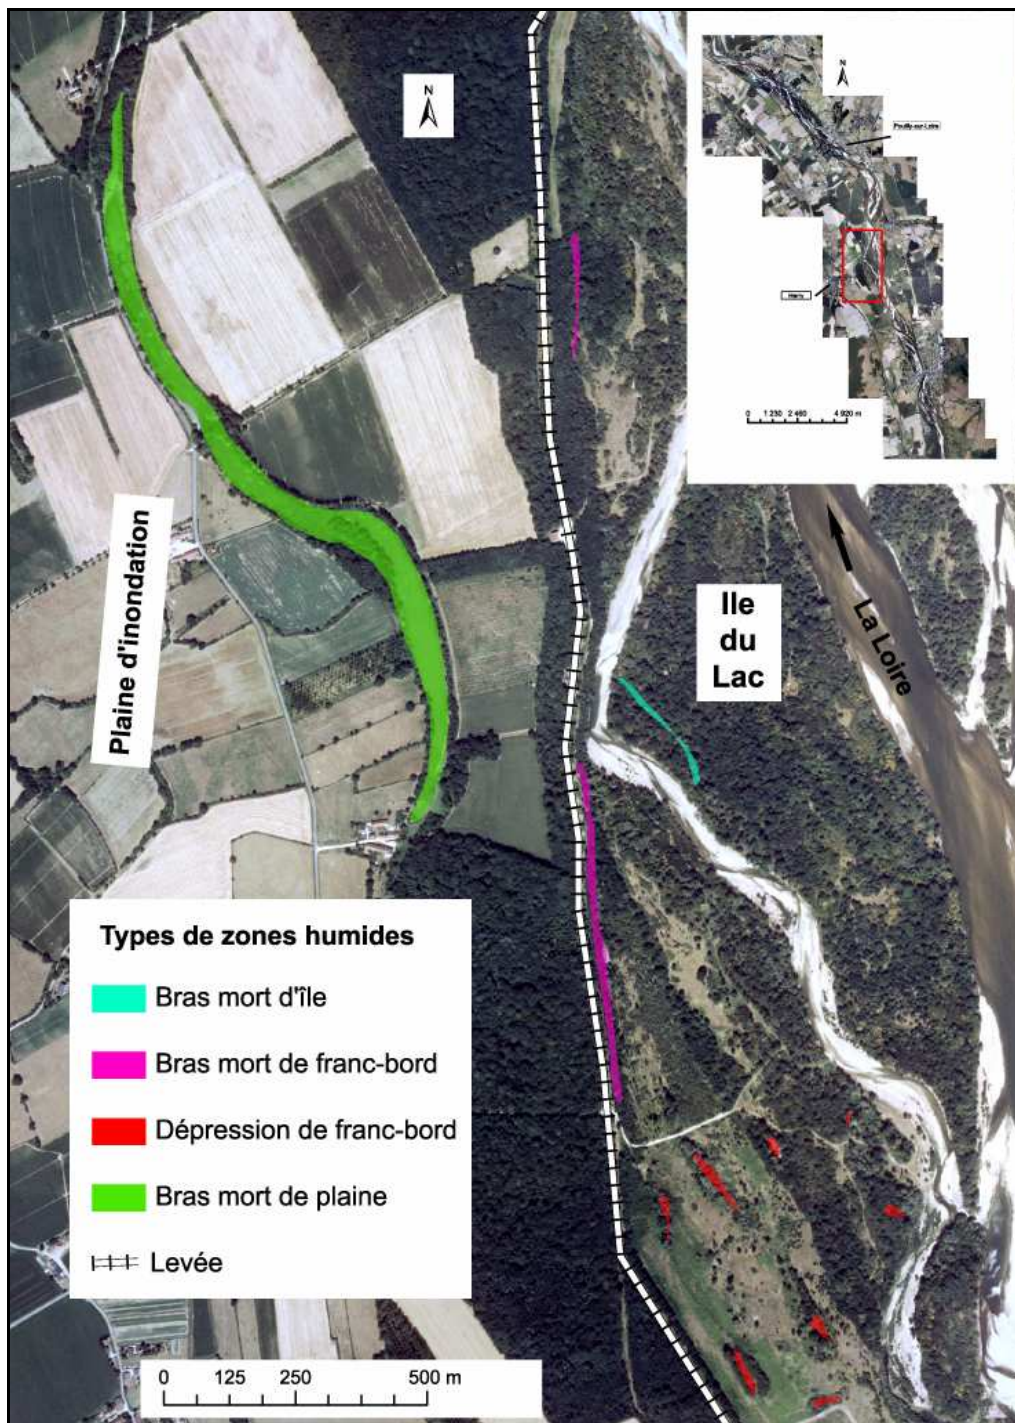 N
N
Pouilly-sur-Loire
Herry
0 1 230 2 460 4 920 m
Plaine d'inondation
Ile
du
Lac
La Loire
Types de zones humides
Bras mort d'île
Bras mort de franc-bord
Dépression de franc-bord
Bras mort de plaine
Levée
0 125 250 500 m